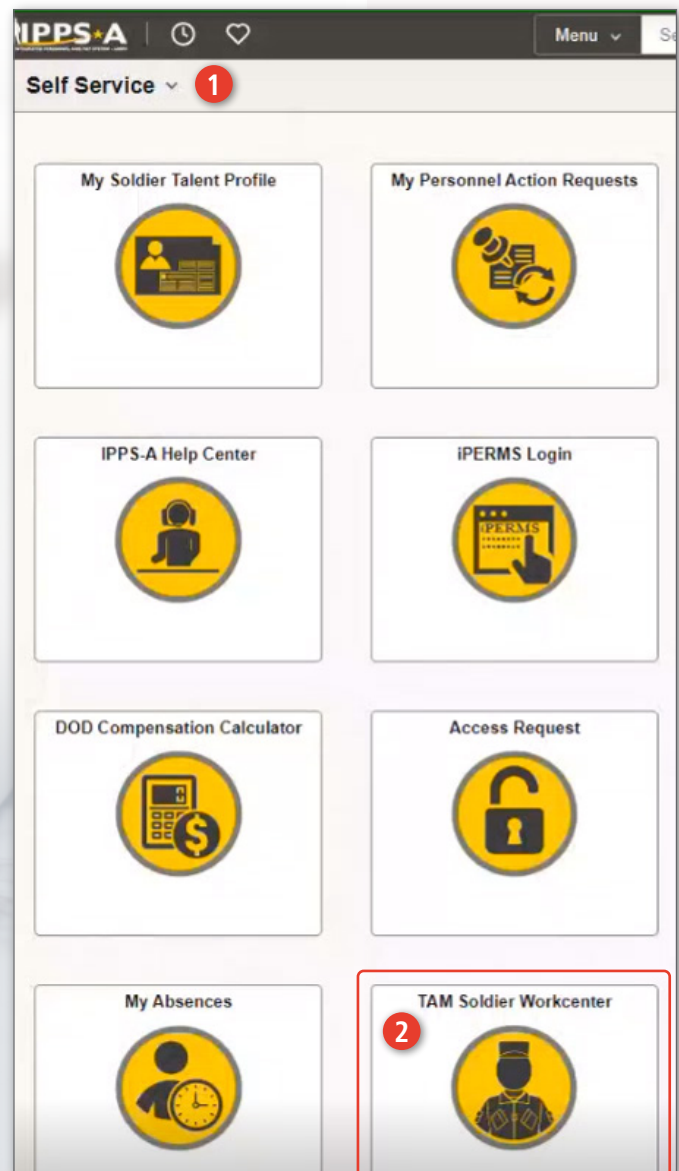 IPPS-A
Menu
Self Service
1
My Soldier Talent Profile
My Personnel Action Requests
IPPS-A Help Center
iPERMS Login
iPERMS
DOD Compensation Calculator
Access Request
My Absences
TAM Soldier Workcenter
2